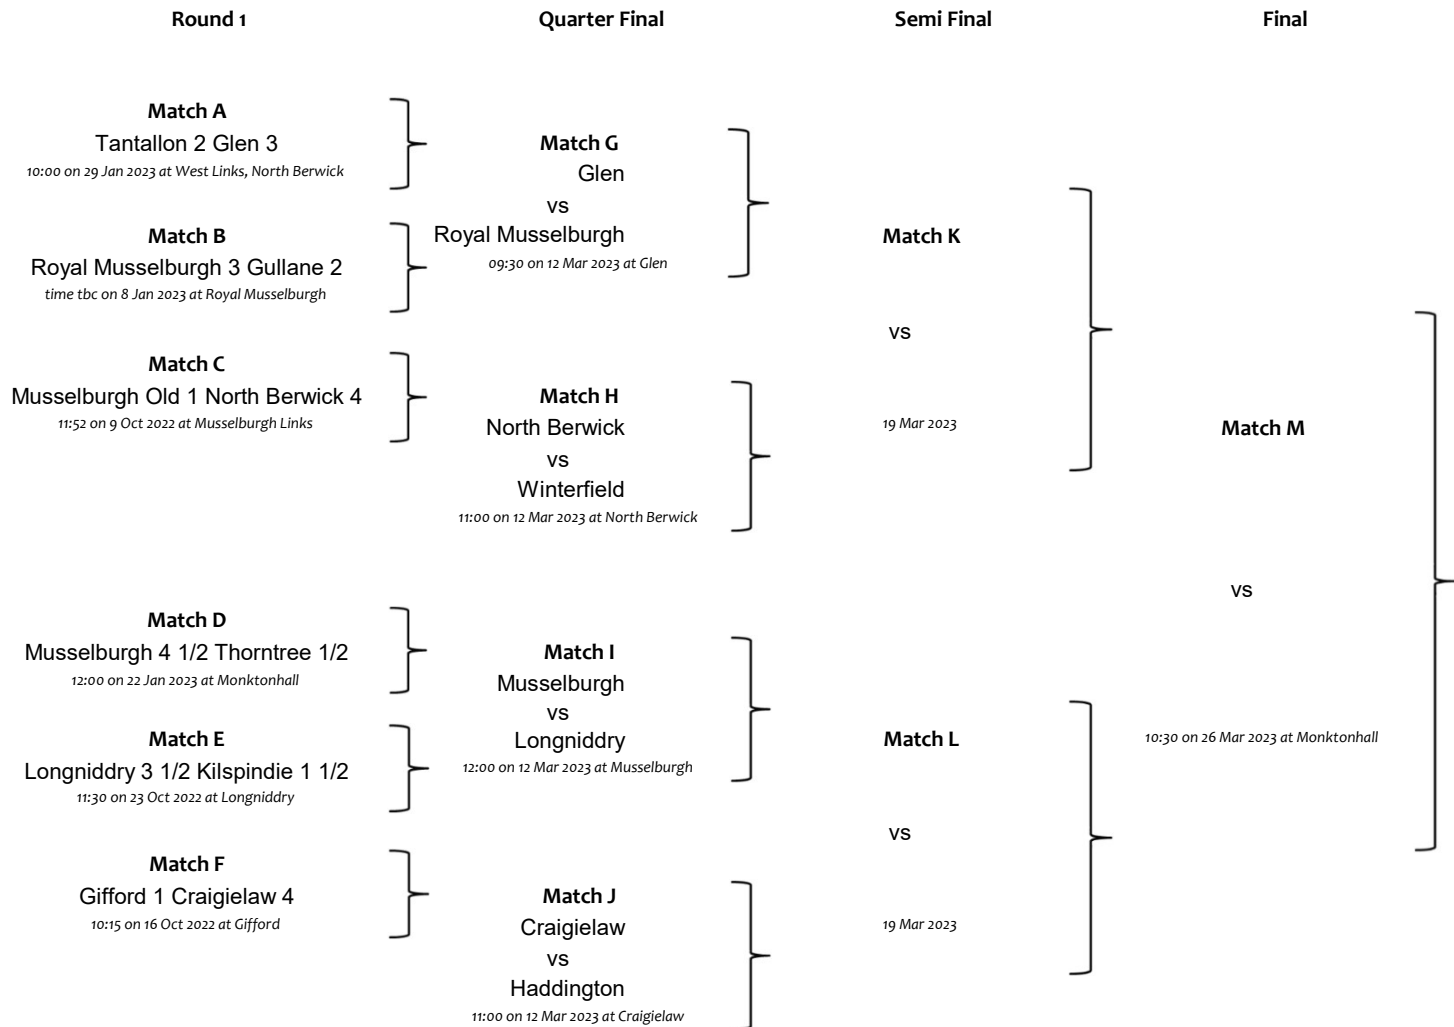 Round 1
Quarter Final
Semi Final
Final
Match A
Tantallon 2 Glen 3
10:00 on 29 Jan 2023 at West Links, North Berwick
Match B
Royal Musselburgh 3 Gullane 2
time tbc on 8 Jan 2023 at Royal Musselburgh
Match C
Musselburgh Old 1 North Berwick 4
11:52 on 9 Oct 2022 at Musselburgh Links
Match D
Musselburgh 4 1/2 Thorntree 1/2
12:00 on 22 Jan 2023 at Monktonhall
Match E
Longniddry 3 1/2 Kilspindie 1 1/2
11:30 on 23 Oct 2022 at Longniddry
Match F
Gifford 1 Craigielaw 4
10:15 on 16 Oct 2022 at Gifford
Match G
Glen
vs
Royal Musselburgh
09:30 on 12 Mar 2023 at Glen
Match H
North Berwick
vs
Winterfield
11:00 on 12 Mar 2023 at North Berwick
Match I
Musselburgh
vs
Longniddry
12:00 on 12 Mar 2023 at Musselburgh
Match J
Craigielaw
vs
Haddington
11:00 on 12 Mar 2023 at Craigielaw
Match K
vs
19 Mar 2023
Match L
vs
19 Mar 2023
Match M
vs
10:30 on 26 Mar 2023 at Monktonhall